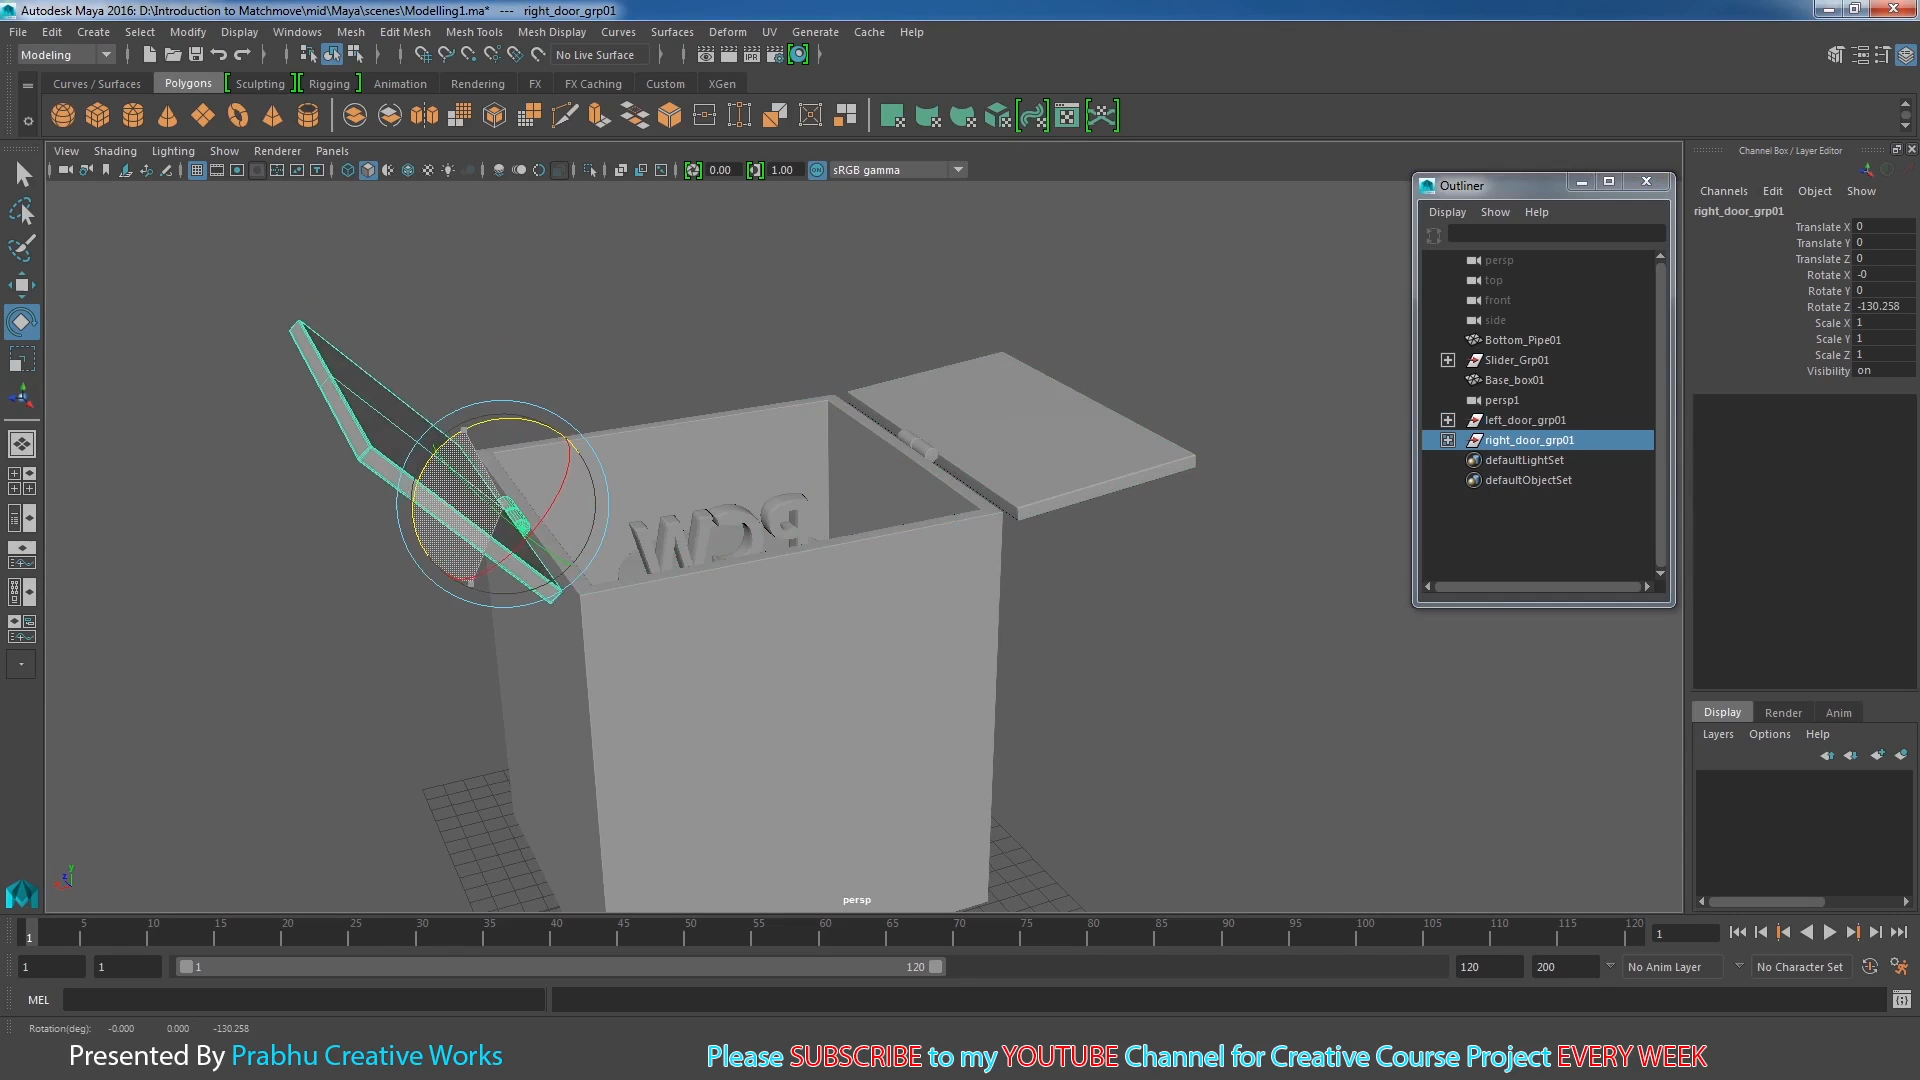 Autodesk Maya 2016: D:\Introduction to Matchmove\mid\Maya\scenes\Modelling1.ma* --- right_door_grp01
File Edit Create Select Modify Display Windows Mesh Edit Mesh Mesh Tools Mesh Display Curves Surfaces Deform UV Generate Cache Help
Modeling No Live Surface
Curves / Surfaces Polygons Sculpting Rigging Animation Rendering FX FX Caching Custom XGen
View Shading Lighting Show Renderer Panels
0.00 1.00 sRGB gamma
PCW
persp
Outliner
Display Show Help
persp
top
front
side
Bottom_Pipe01
Slider_Grp01
Base_box01
persp1
left_door_grp01
right_door_grp01
defaultLightSet
defaultObjectSet
Channel Box / Layer Editor
Channels Edit Object Show
right_door_grp01
Translate X 0
Translate Y 0
Translate Z 0
Rotate X -0
Rotate Y 0
Rotate Z -130.258
Scale X 1
Scale Y 1
Scale Z 1
Visibility on
Display Render Anim
Layers Options Help
5 10 15 20 25 30 35 40 45 50 55 60 65 70 75 80 85 90 95 100 105 110 115 120
1 1
1 1 1 120 120 200 No Anim Layer No Character Set
MEL
Rotation(deg): -0.000 0.000 -130.258
Presented By Prabhu Creative Works
Please SUBSCRIBE to my YOUTUBE Channel for Creative Course Project EVERY WEEK